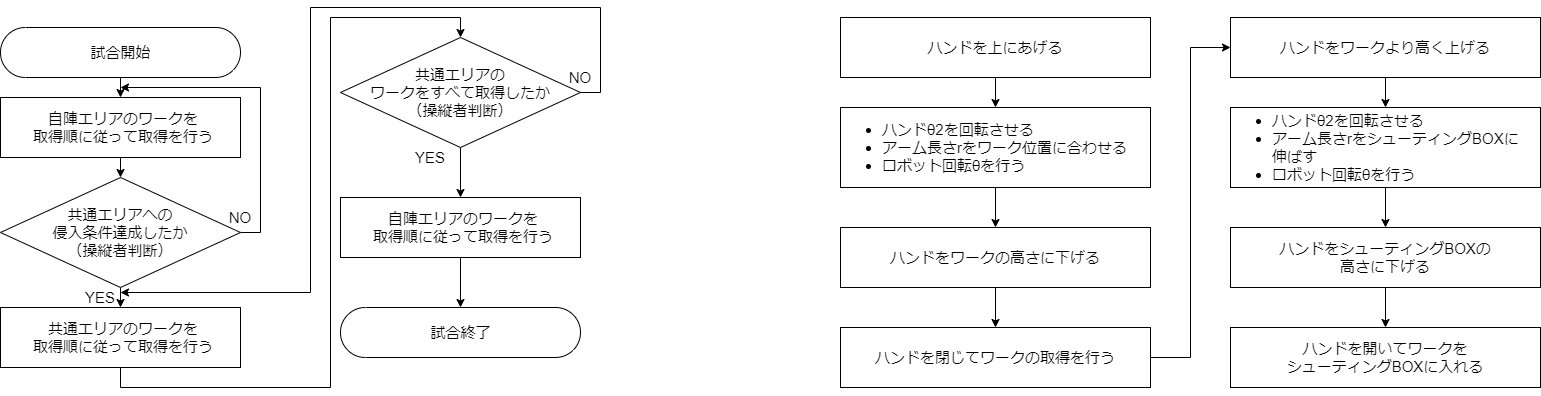 試合開始
自陣エリアのワークを
取得順に従って取得を行う
共通エリアへの
侵入条件達成したか
（操縦者判断）
NO
YES
共通エリアのワークを
取得順に従って取得を行う
共通エリアの
ワークをすべて取得したか
（操縦者判断）
NO
YES
自陣エリアのワークを
取得順に従って取得を行う
試合終了
ハンドを上にあげる
• ハンドθ2を回転させる
• アーム長さrをワーク位置に合わせる
• ロボット回転θを行う
ハンドをワークの高さに下げる
ハンドを閉じてワークの取得を行う
ハンドをワークより高く上げる
• ハンドθ2を回転させる
• アーム長さrをシューティングBOXに
伸ばす
• ロボット回転θを行う
ハンドをシューティングBOXの
高さに下げる
ハンドを開いてワークを
シューティングBOXに入れる